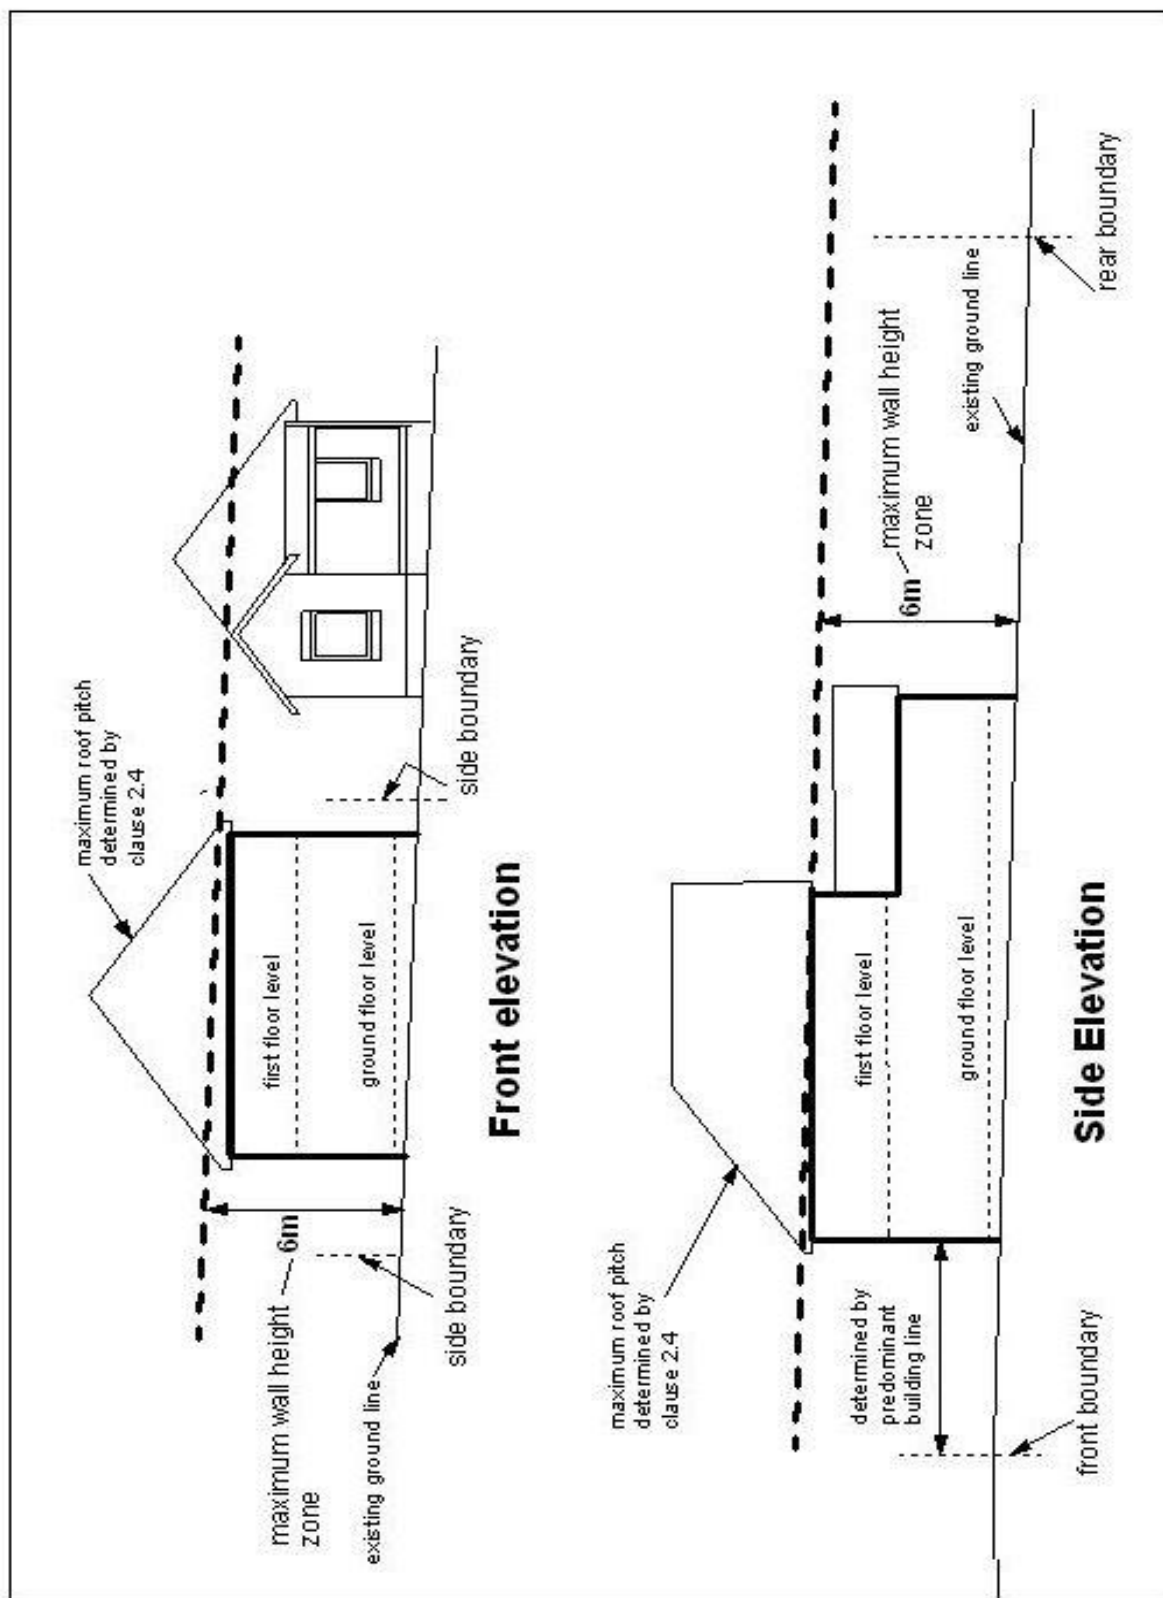 maximum roof pitch
determined by
clause 2.4
first floor level
ground floor level
6m
maximum wall height
zone
existing ground line
side boundary
side boundary
Front elevation
maximum roof pitch
determined by
clause 2.4
first floor level
ground floor level
6m
maximum wall height
zone
existing ground line
determined by
predominant
building line
front boundary
rear boundary
Side Elevation